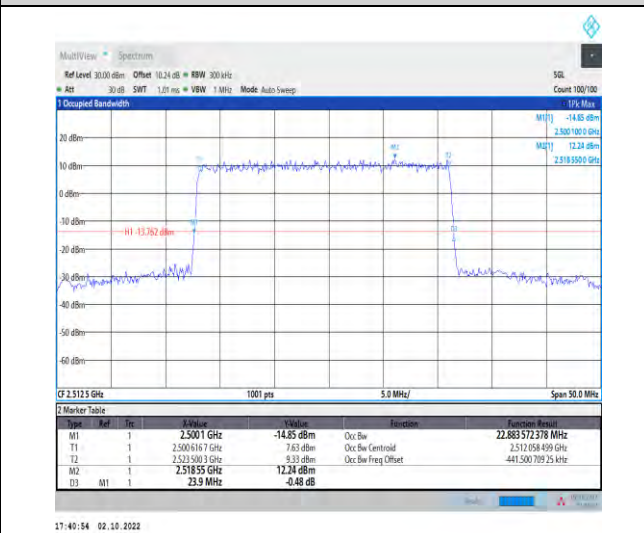 MultiView Spectrum
Ref Level 30.00 dBm Offset 10.24 dB RBW 300 kHz SGL
Att 30 dB SWT 1.01 ms VBW 1 MHz Mode Auto Sweep Count 100/100
1 Occupied Bandwidth 1Pk Max
M1[1] -14.85 dBm
2.500 100 0 GHz
M2[1] 12.24 dBm
2.518 550 0 GHz
20 dBm
10 dBm
0 dBm
-10 dBm
H1 -13.762 dBm
-20 dBm
-30 dBm
-40 dBm
-50 dBm
-60 dBm
M2
T2
CF 2.512 5 GHz 1001 pts 5.0 MHz/ Span 50.0 MHz
2 Marker Table
Type Ref Trc X-Value Y-Value Function Function Result
M1 1 2.5001 GHz -14.85 dBm Occ Bw 22.883 572 378 MHz
T1 1 2.500 616 7 GHz 7.63 dBm Occ Bw Centroid 2.512 058 499 GHz
T2 1 2.523 500 3 GHz 9.33 dBm Occ Bw Freq Offset -441.500 709 25 kHz
M2 1 2.518 55 GHz 12.24 dBm
D3 M1 1 23.9 MHz -0.48 dB
17:40:54 02.10.2022